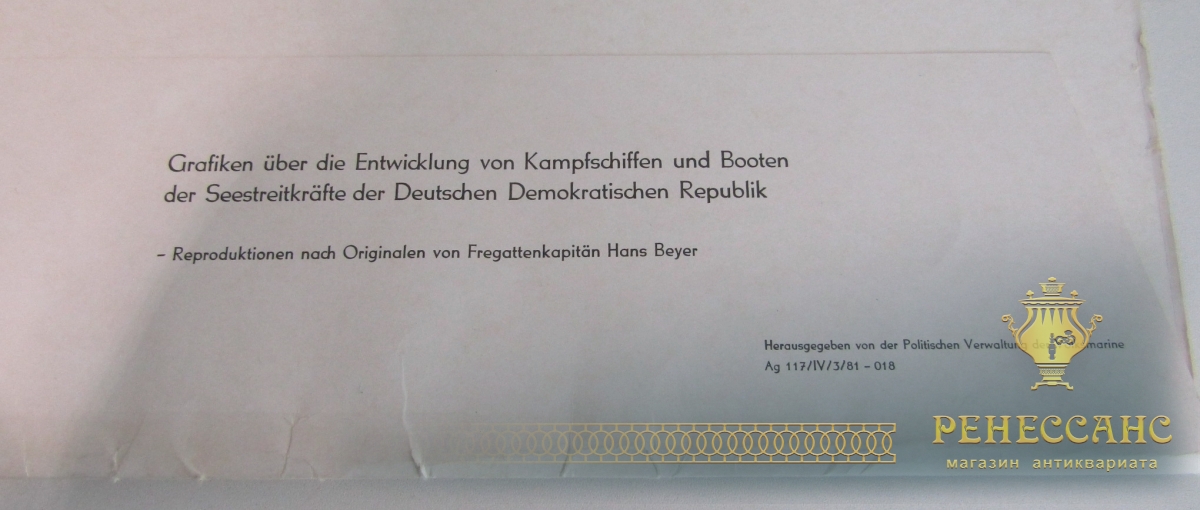 Grafiken über die Entwicklung von Kampfschiffen und Booten
der Seestreitkräfte der Deutschen Demokratischen Republik
– Reproduktionen nach Originalen von Fregattenkapitän Hans Beyer
Herausgegeben von der Politischen Verwaltung
Ag 117/IV/3/81 – 018
РЕНЕССАНС
магазин антиквариата